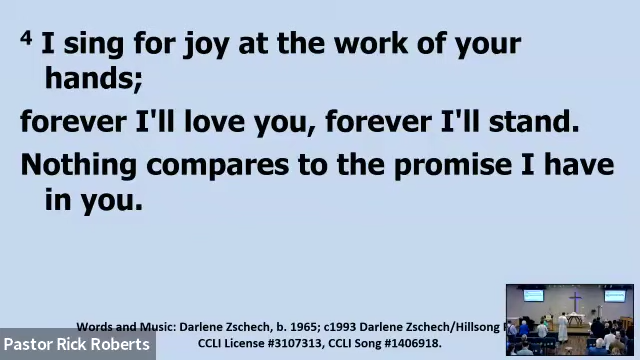 4 I sing for joy at the work of your
hands;
forever I'll love you, forever I'll stand.
Nothing compares to the promise I have
in you.
Words and Music: Darlene Zschech, b. 1965; c1993 Darlene Zschech/Hillsong
CCLI License #3107313, CCLI Song #1406918.
Pastor Rick Roberts